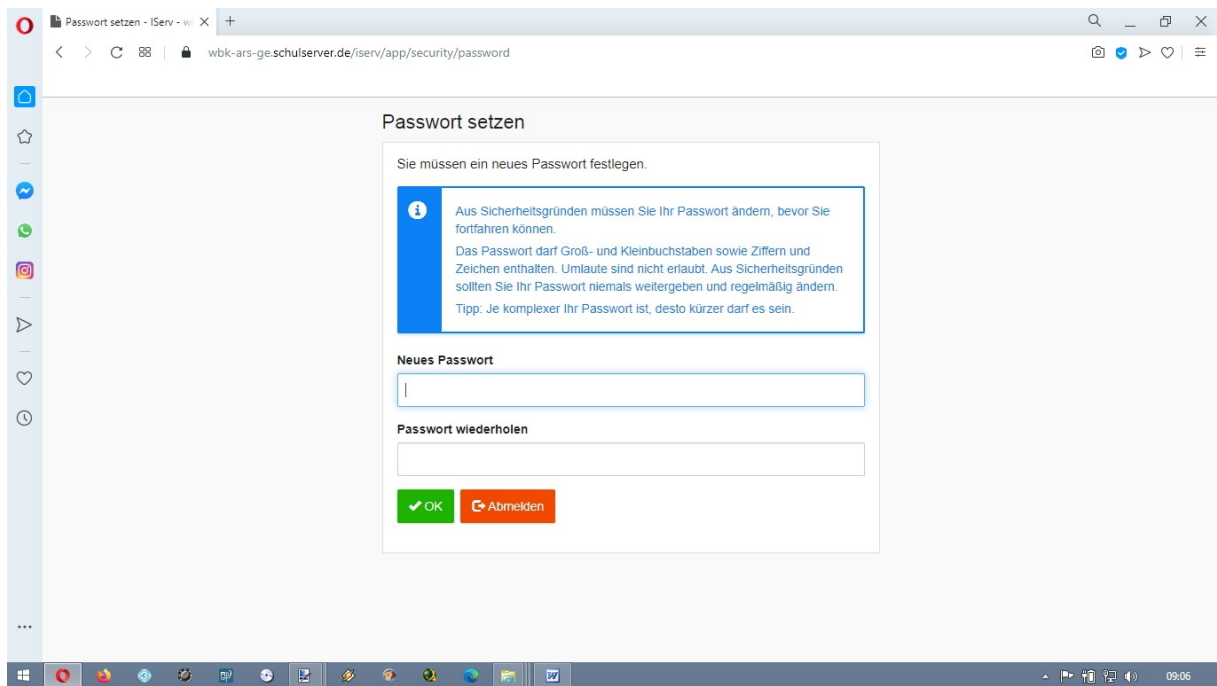 Passwort setzen - IServ - w
wbk-ars-ge.schulserver.de/iserv/app/security/password
Passwort setzen
Sie müssen ein neues Passwort festlegen.
Aus Sicherheitsgründen müssen Sie Ihr Passwort ändern, bevor Sie
fortfahren können.
Das Passwort darf Groß- und Kleinbuchstaben sowie Ziffern und
Zeichen enthalten. Umlaute sind nicht erlaubt. Aus Sicherheitsgründen
sollten Sie Ihr Passwort niemals weitergeben und regelmäßig ändern.
Tipp: Je komplexer Ihr Passwort ist, desto kürzer darf es sein.
Neues Passwort
Passwort wiederholen
OK Abmelden
09:06